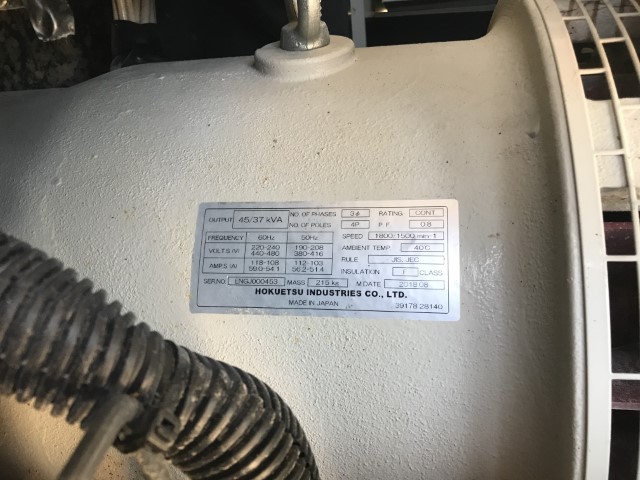 OUTPUT 45/37 kVA NO. OF PHASES 3ɸ RATING CONT
NO. OF POLES 4P P. F. 0.8
FREQUENCY 60Hz 50Hz SPEED 1800/1500 min-1
VOLTS (V) 220-240 190-208 AMBIENT TEMP. 40℃
440-480 380-416
RULE JIS, JEC
AMPS (A) 118-108 112-103
59.0-54.1 56.2-51.4 INSULATION F CLASS
SER.NO. LNGJ000453 MASS 215 kg M.DATE 2018.08
HOKUETSU INDUSTRIES CO., LTD.
MADE IN JAPAN 39178 28140